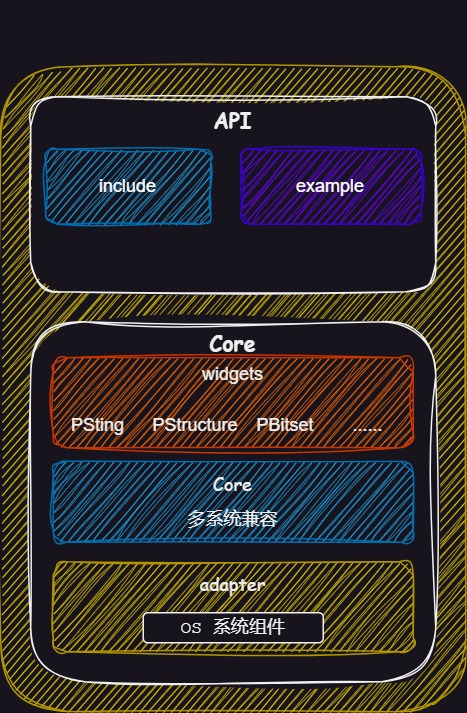 API
include
example
Core
widgets
PSting PStructure PBitset ......
Core
多系统兼容
adapter
OS 系统组件